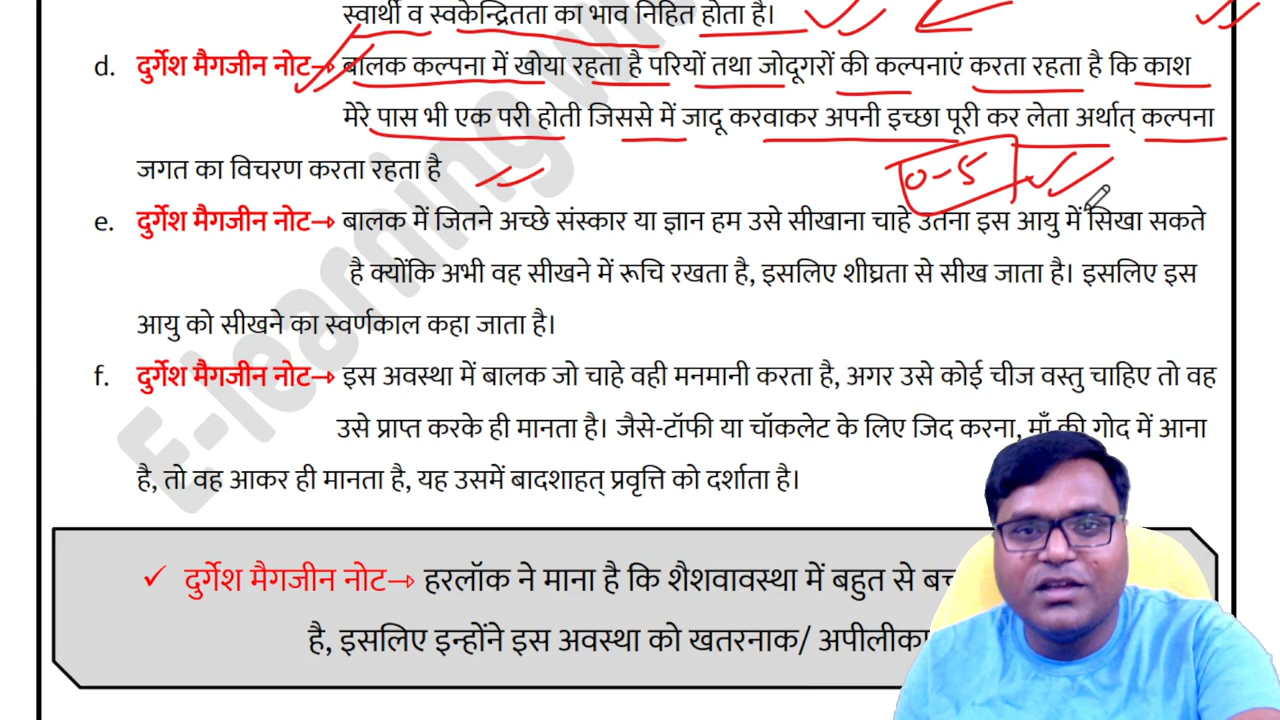 स्वार्थी व स्वकेन्द्रितता का भाव निहित होता है।
d. दुर्गेश मैगजीन नोट→ बालक कल्पना में खोया रहता है परियों तथा जोदूगरों की कल्पनाएं करता रहता है कि काश
मेरे पास भी एक परी होती जिससे में जादू करवाकर अपनी इच्छा पूरी कर लेता अर्थात् कल्पना
जगत का विचरण करता रहता है
0-5
e. दुर्गेश मैगजीन नोट→ बालक में जितने अच्छे संस्कार या ज्ञान हम उसे सीखाना चाहे उतना इस आयु में सिखा सकते
है क्योंकि अभी वह सीखने में रूचि रखता है, इसलिए शीघ्रता से सीख जाता है। इसलिए इस
आयु को सीखने का स्वर्णकाल कहा जाता है।
f. दुर्गेश मैगजीन नोट→ इस अवस्था में बालक जो चाहे वही मनमानी करता है, अगर उसे कोई चीज वस्तु चाहिए तो वह
उसे प्राप्त करके ही मानता है। जैसे-टॉफी या चॉकलेट के लिए जिद करना, माँ की गोद में आना
है, तो वह आकर ही मानता है, यह उसमें बादशाहत् प्रवृत्ति को दर्शाता है।
✓ दुर्गेश मैगजीन नोट→ हरलॉक ने माना है कि शैशवावस्था में बहुत से
है, इसलिए इन्होंने इस अवस्था को खतरनाक/
E-learning